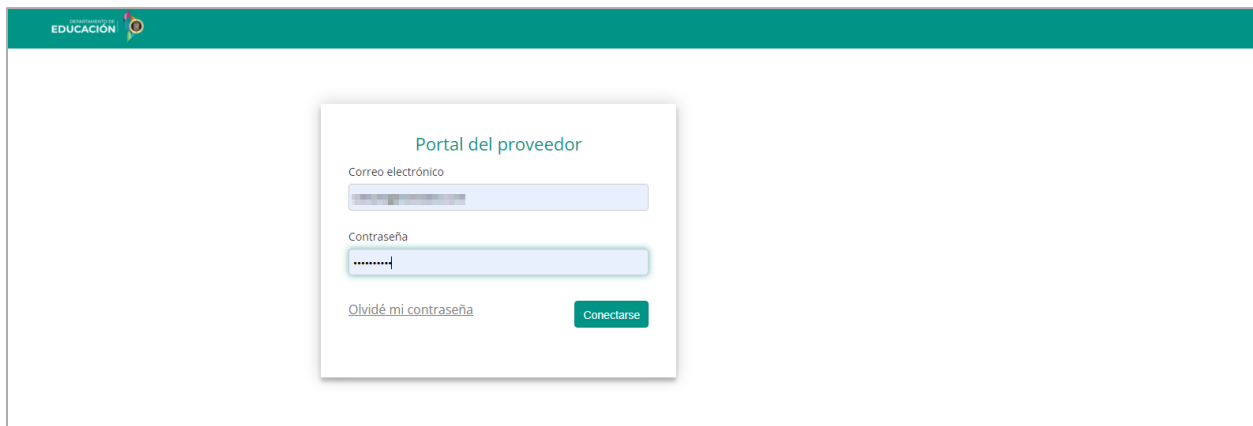 DEPARTAMENTO DE
EDUCACIÓN
Portal del proveedor
Correo electrónico
Contraseña
Olvidé mi contraseña
Conectarse